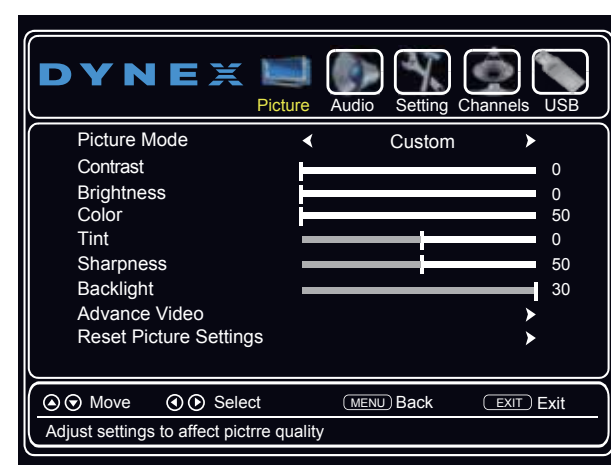 DYNEX
Picture Audio Setting Channels USB
Picture Mode Custom
Contrast 0
Brightness 0
Color 50
Tint 0
Sharpness 50
Backlight 30
Advance Video
Reset Picture Settings
Move Select MENU Back EXIT Exit
Adjust settings to affect pictrre quality